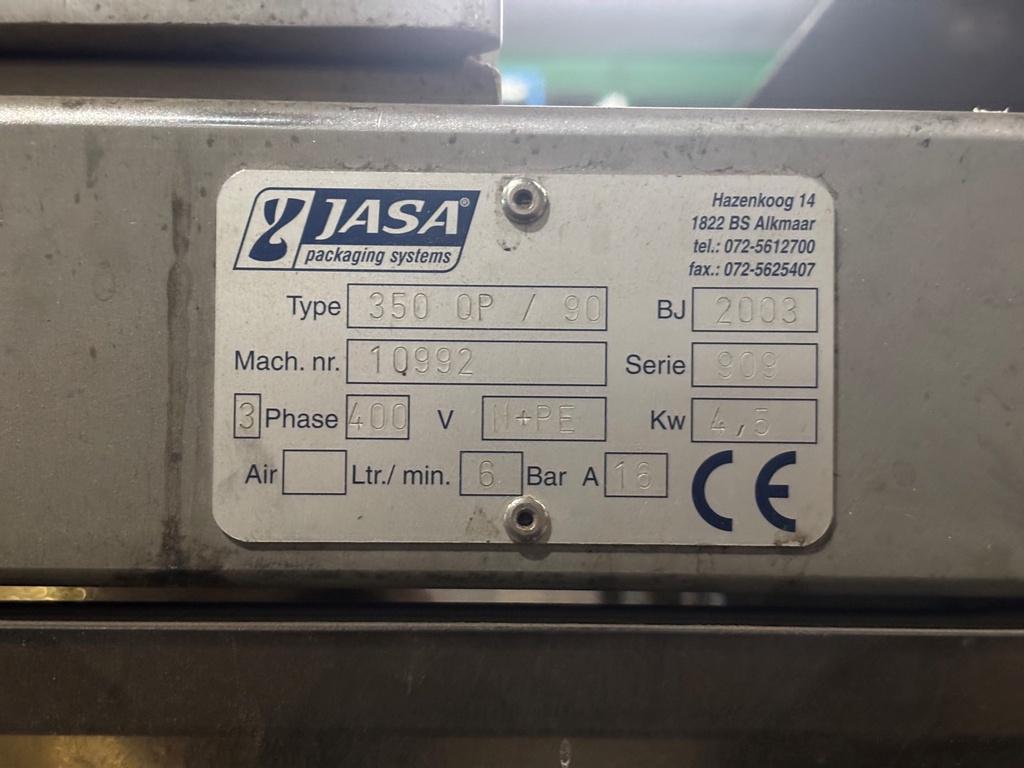 JASA®
packaging systems
Hazenkoog 14
1822 BS Alkmaar
tel.: 072-5612700
fax.: 072-5625407
Type 350 QP / 90 BJ 2003
Mach. nr. 10992 Serie 909
3 Phase 400 V N+PE Kw 4,5
Air Ltr./ min. 6 Bar A 16
CE